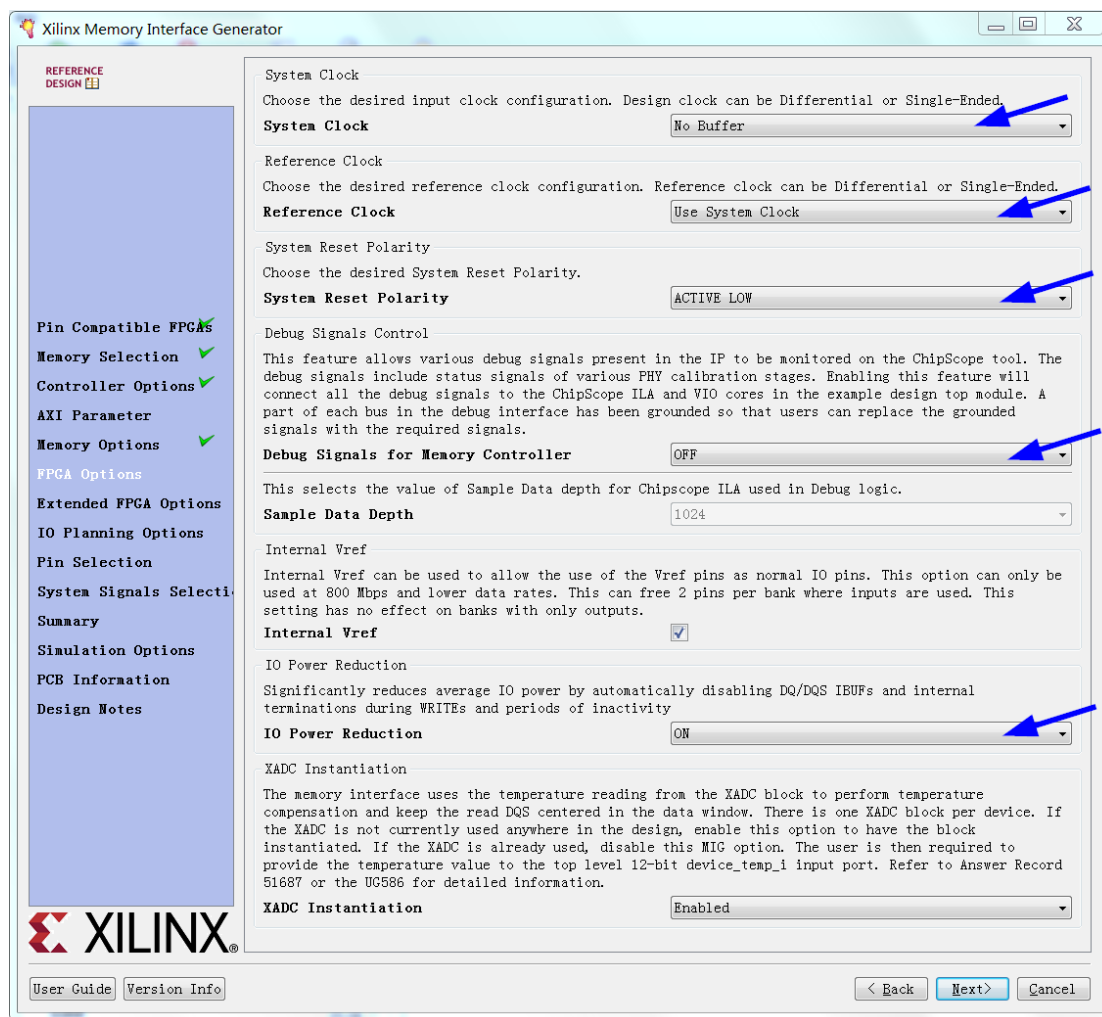 Xilinx Memory Interface Generator
REFERENCE
DESIGN
Pin Compatible FPGAs
Memory Selection
Controller Options
AXI Parameter
Memory Options
FPGA Options
Extended FPGA Options
IO Planning Options
Pin Selection
System Signals Selecti
Summary
Simulation Options
PCB Information
Design Notes
XILINX®
System Clock
Choose the desired input clock configuration. Design clock can be Differential or Single-Ended.
System Clock No Buffer
Reference Clock
Choose the desired reference clock configuration. Reference clock can be Differential or Single-Ended.
Reference Clock Use System Clock
System Reset Polarity
Choose the desired System Reset Polarity.
System Reset Polarity ACTIVE LOW
Debug Signals Control
This feature allows various debug signals present in the IP to be monitored on the ChipScope tool. The
debug signals include status signals of various PHY calibration stages. Enabling this feature will
connect all the debug signals to the ChipScope ILA and VIO cores in the example design top module. A
part of each bus in the debug interface has been grounded so that users can replace the grounded
signals with the required signals.
Debug Signals for Memory Controller OFF
This selects the value of Sample Data depth for Chipscope ILA used in Debug logic.
Sample Data Depth 1024
Internal Vref
Internal Vref can be used to allow the use of the Vref pins as normal IO pins. This option can only be
used at 800 Mbps and lower data rates. This can free 2 pins per bank where inputs are used. This
setting has no effect on banks with only outputs.
Internal Vref
IO Power Reduction
Significantly reduces average IO power by automatically disabling DQ/DQS IBUFs and internal
terminations during WRITEs and periods of inactivity
IO Power Reduction ON
XADC Instantiation
The memory interface uses the temperature reading from the XADC block to perform temperature
compensation and keep the read DQS centered in the data window. There is one XADC block per device. If
the XADC is not currently used anywhere in the design, enable this option to have the block
instantiated. If the XADC is already used, disable this MIG option. The user is then required to
provide the temperature value to the top level 12-bit device_temp_i input port. Refer to Answer Record
51687 or the UG586 for detailed information.
XADC Instantiation Enabled
User Guide Version Info < Back Next> Cancel